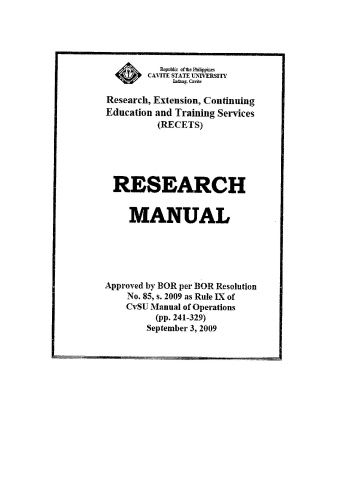 Republic of the Philippines
CAVITE STATE UNIVERSITY
Indang, Cavite
Research, Extension, Continuing
Education and Training Services
(RECETS)
RESEARCH
MANUAL
Approved by BOR per BOR Resolution
No. 85, s. 2009 as Rule IX of
CvSU Manual of Operations
(pp. 241-329)
September 3, 2009